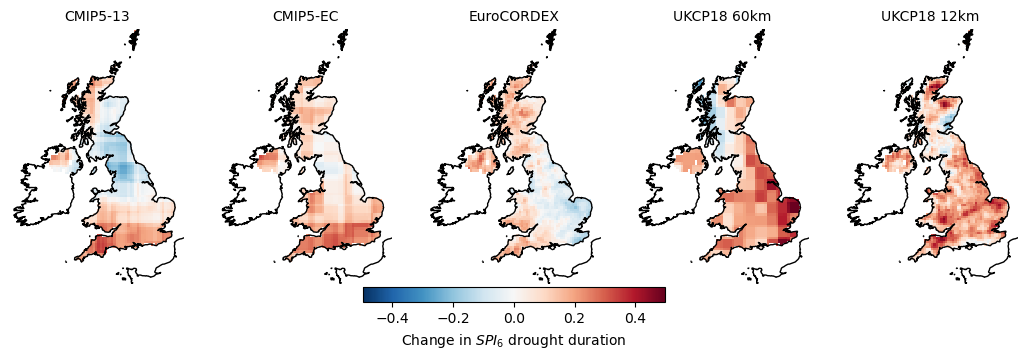 CMIP5-13 CMIP5-EC EuroCORDEX UKCP18 60km UKCP18 12km
−0.4 −0.2 0.0 0.2 0.4
Change in SPI₆ drought duration